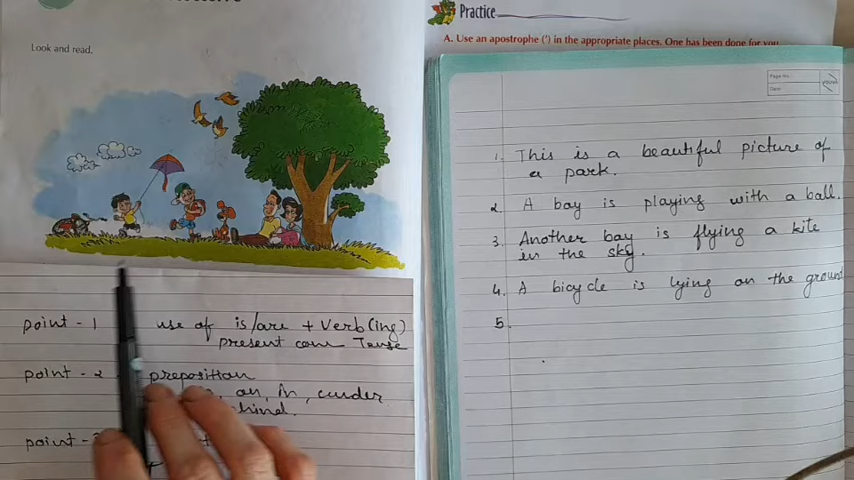 Look and read.
point - 1 use of is/are + Verb(ing)
present con Tense
point - 2 preposition
on, in, under
hind.
point -
Practice
A. Use an apostrophe (') in the appropriate places. One has been done for you.
Page No.
Date
1. This is a beautiful picture of
a park.
2. A boy is playing with a ball.
3. Another boy is flying a kite
in the sky.
4. A bicycle is lying on the ground
5.